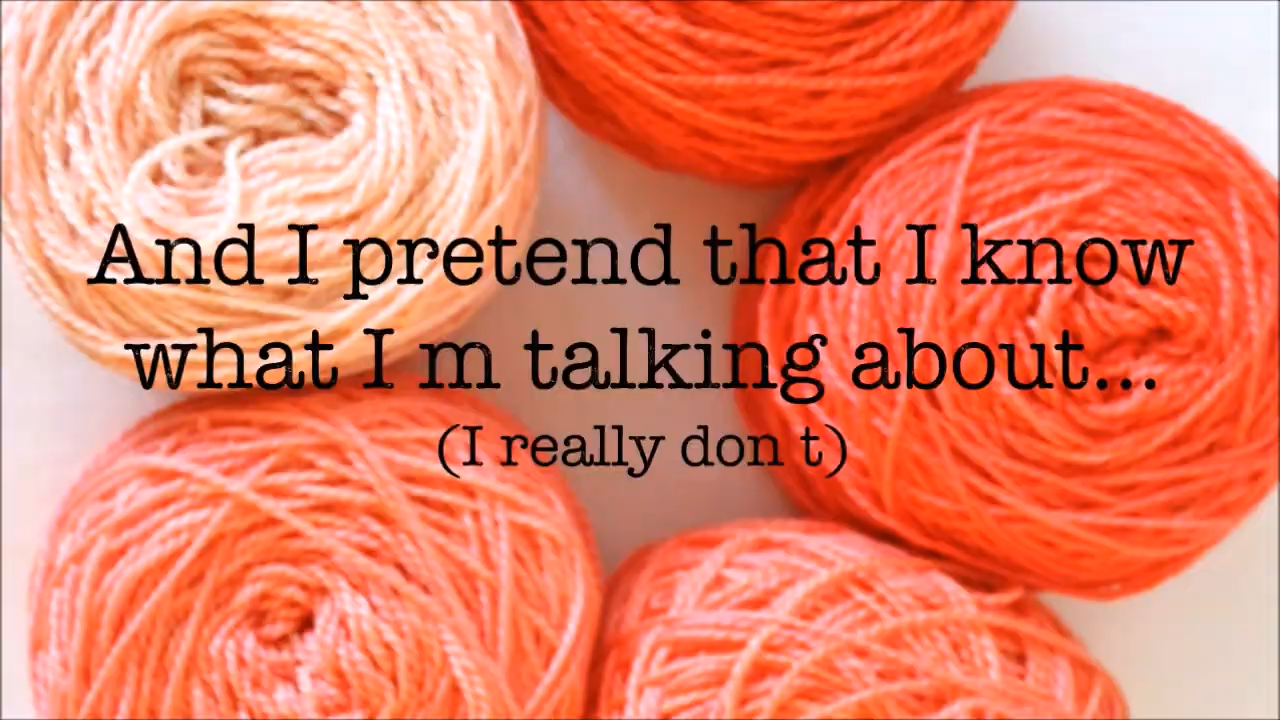 And I pretend that I know
what I m talking about...
(I really don t)